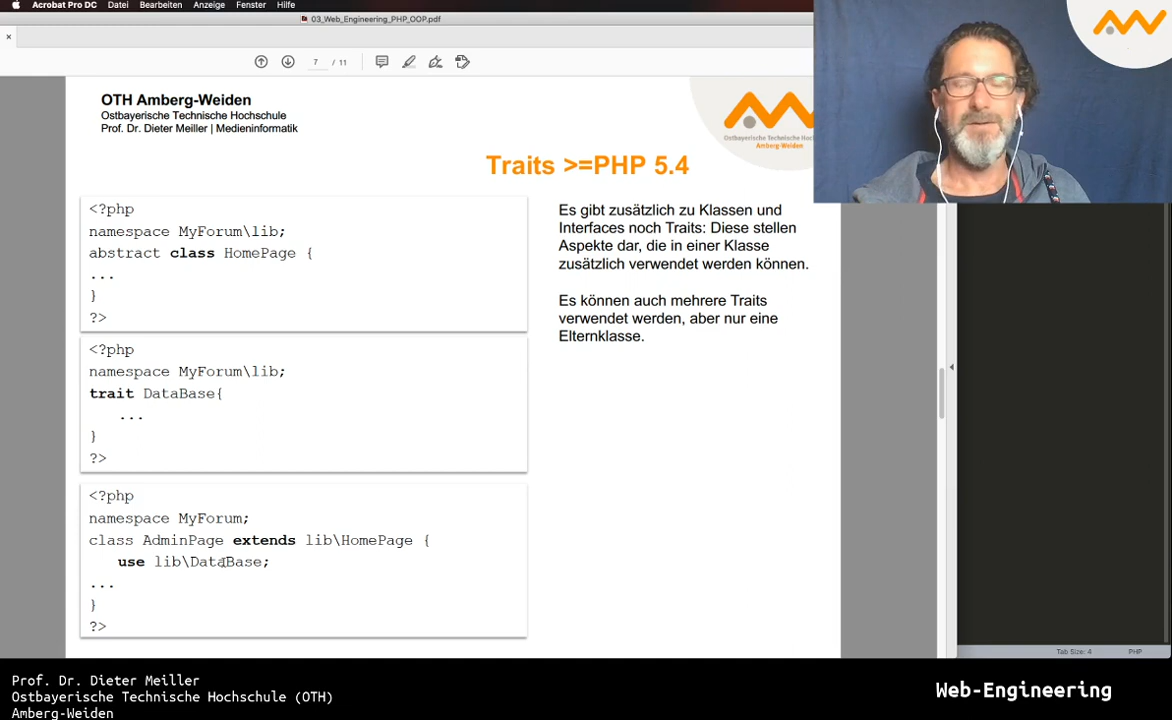 Acrobat Pro DC Datei Bearbeiten Anzeige Fenster Hilfe
03_Web_Engineering_PHP_OOP.pdf
×
7 / 11
OTH Amberg-Weiden
Ostbayerische Technische Hochschule
Prof. Dr. Dieter Meiller | Medieninformatik
Ostbayerische Technische Hoch
Amberg-Weiden
Traits >=PHP 5.4
<?php
namespace MyForum\lib;
abstract class HomePage {
...
}
?>
<?php
namespace MyForum\lib;
trait DataBase{
...
}
?>
<?php
namespace MyForum;
class AdminPage extends lib\HomePage {
use lib\DataBase;
...
}
?>
Es gibt zusätzlich zu Klassen und
Interfaces noch Traits: Diese stellen
Aspekte dar, die in einer Klasse
zusätzlich verwendet werden können.
Es können auch mehrere Traits
verwendet werden, aber nur eine
Elternklasse.
Tab Size: 4 PHP
Prof. Dr. Dieter Meiller
Ostbayerische Technische Hochschule (OTH)
Amberg-Weiden
Web-Engineering